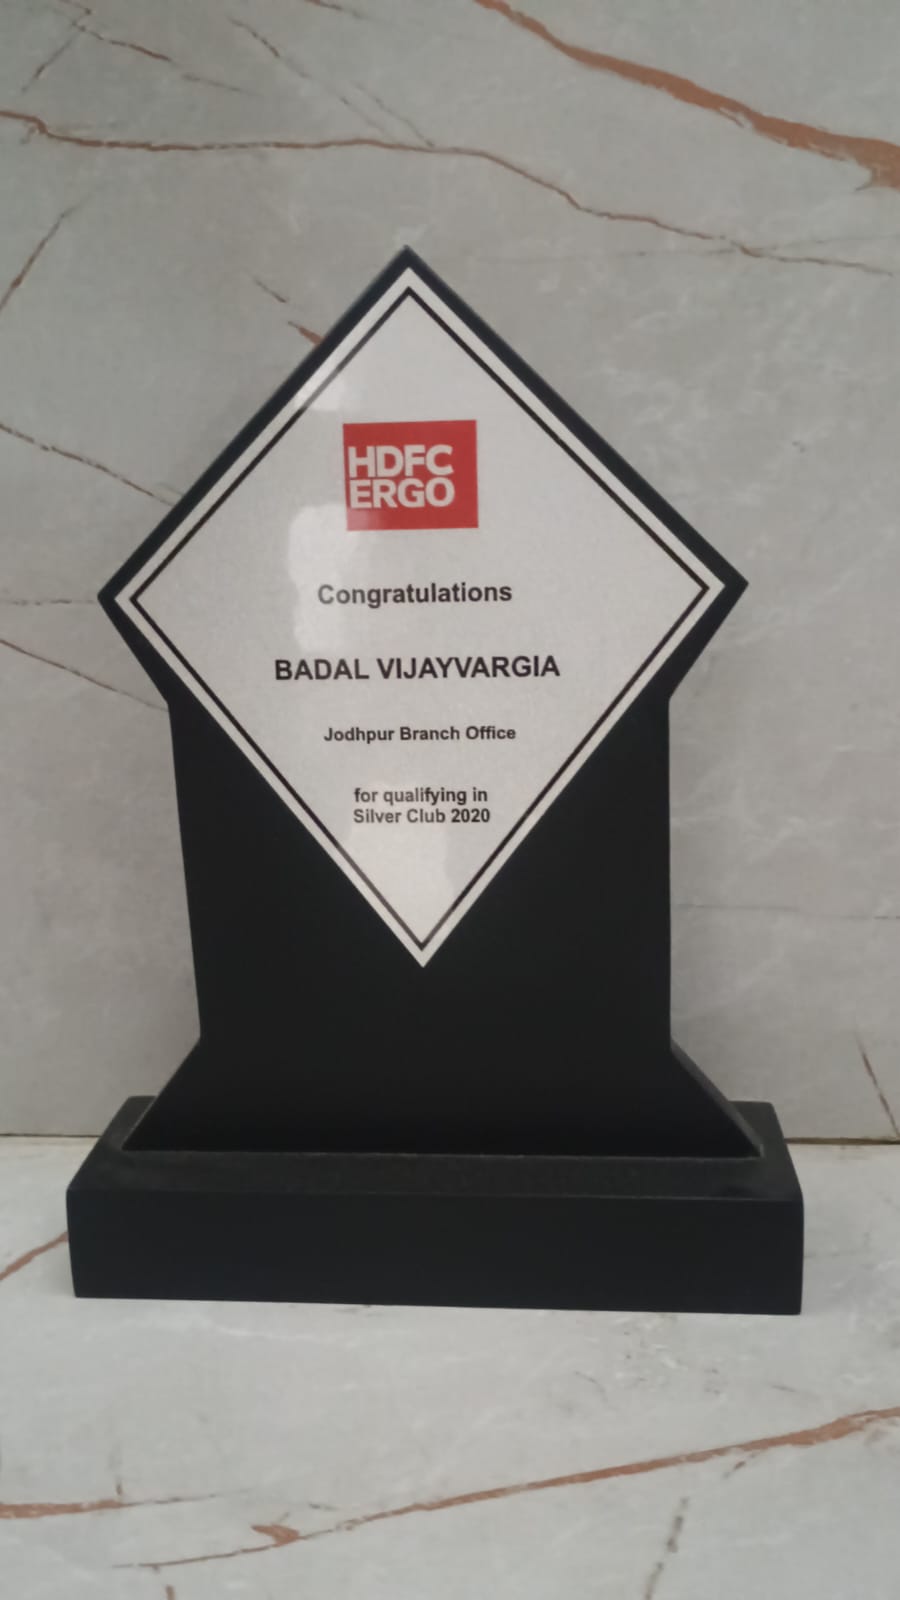 HDFC
ERGO
Congratulations
BADAL VIJAYVARGIA
Jodhpur Branch Office
for qualifying in
Silver Club 2020